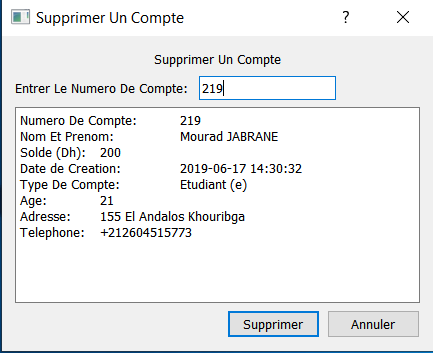 Supprimer Un Compte
Supprimer Un Compte
Entrer Le Numero De Compte: 219
Numero De Compte: 219
Nom Et Prenom: Mourad JABRANE
Solde (Dh): 200
Date de Creation: 2019-06-17 14:30:32
Type De Compte: Etudiant (e)
Age: 21
Adresse: 155 El Andalos Khouribga
Telephone: +212604515773
Supprimer Annuler